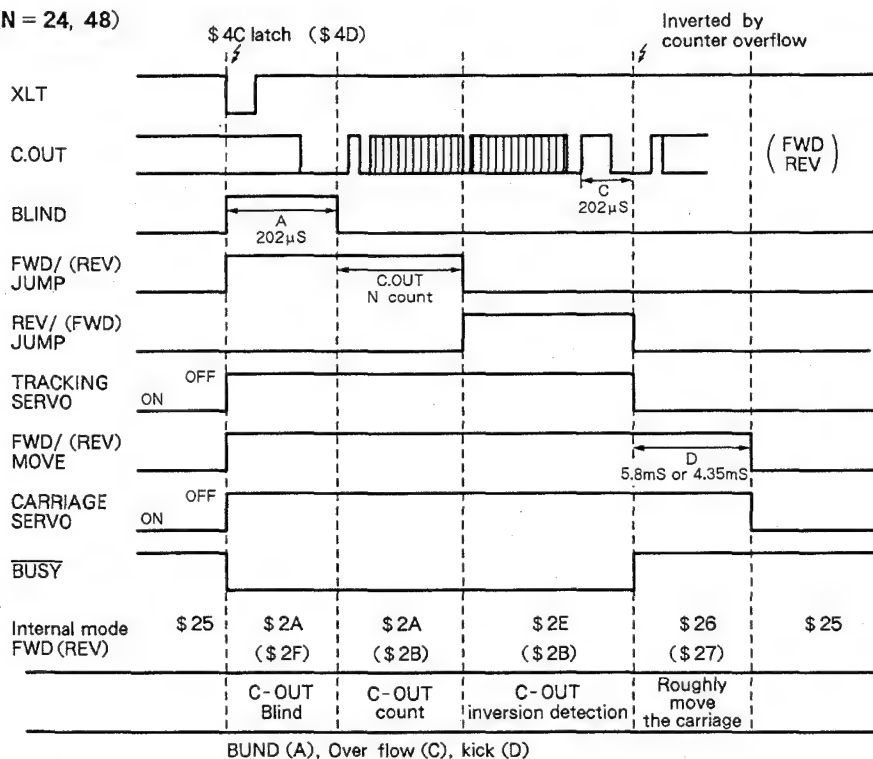 N = 24, 48)
$ 4C latch ($ 4D)
Inverted by
counter overflow
XLT
C.OUT
(FWD
REV)
C
202μS
BLIND
A
202μS
FWD/ (REV)
JUMP
C.OUT
N count
REV/ (FWD)
JUMP
TRACKING
SERVO
OFF
ON
FWD/ (REV)
MOVE
D
5.8mS or 4.35mS
CARRIAGE
SERVO
OFF
ON
BUSY
Internal mode
FWD (REV)
$ 25 $ 2A $ 2A $ 2E $ 26 $ 25
($ 2F) ($ 2B) ($ 2B) ($ 27)
C-OUT
Blind
C-OUT
count
C-OUT
inversion detection
Roughly
move
the carriage
BUND (A), Over flow (C), kick (D)